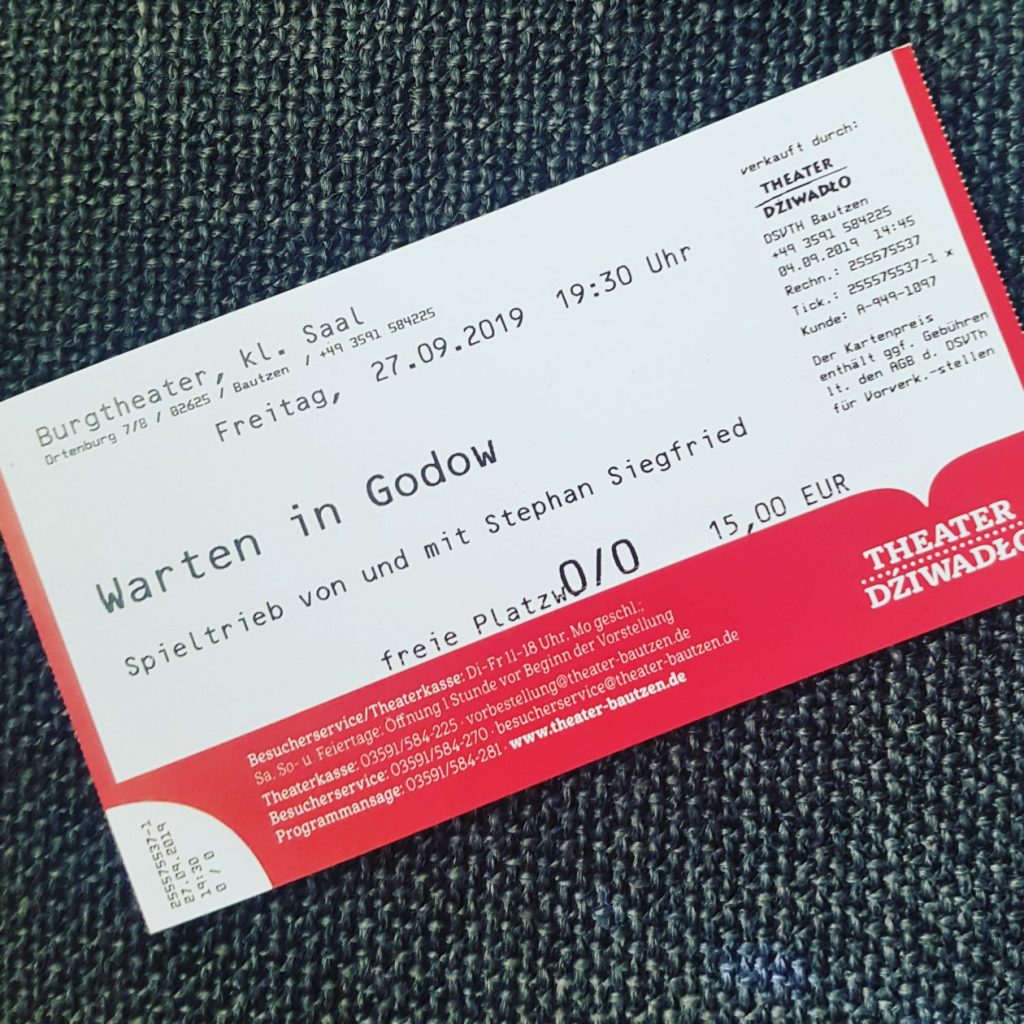 Burgtheater, kl. Saal
Ortenburg 7/8 / 02625 / Bautzen / +49 3591 584225
Freitag, 27.09.2019 19:30 Uhr
Warten in Godow
Spieltrieb von und mit Stephan Siegfried
freie Platzw
0/0
15,00 EUR
verkauft durch:
THEATER
DŹIWADŁO
DSVTH Bautzen
+49 3591 584225
04.09.2019 14:45
Rechn.: 255575537
Tick.: 255575537-1 x
Kunde: A-949-1097
Der Kartenpreis
enthält ggf. Gebühren
lt. den AGB d. DSVTh
für Vorverk.-stellen
Besucherservice/Theaterkasse: Di-Fr 11-18 Uhr, Mo geschl.;
Sa, So- u. Feiertage: Öffnung 1 Stunde vor Beginn der Vorstellung
Theaterkasse: 03591/584-225 · vorbestellung@theater-bautzen.de
Besucherservice: 03591/584-270 · besucherservice@theater-bautzen.de
Programmansage: 03591/584-281 · www.theater-bautzen.de
THEATER
DŹIWADŁO
255575537-1
27.09.2019
19:30
0 / 0